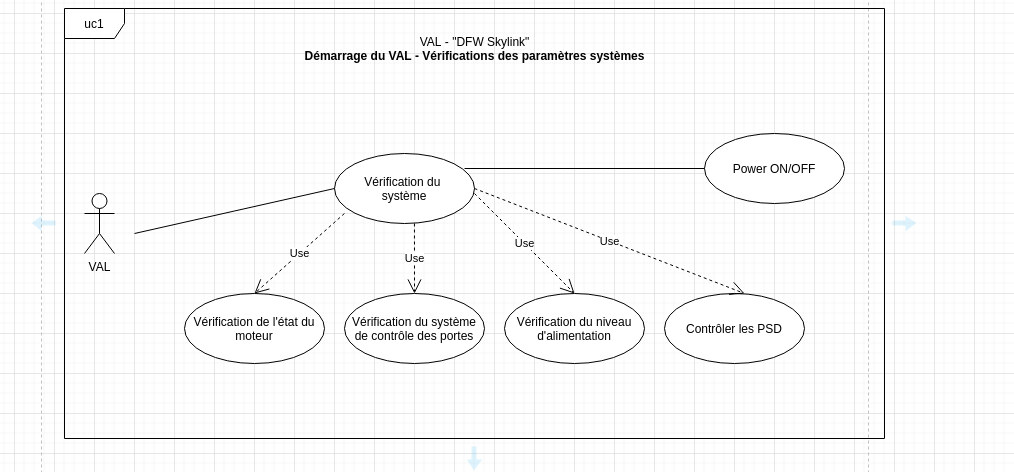 uc1
VAL - "DFW Skylink"
Démarrage du VAL - Vérifications des paramètres systèmes
Power ON/OFF
Vérification du
système
VAL
Use
Use
Use
Use
Vérification de l'état du
moteur
Vérification du système
de contrôle des portes
Vérification du niveau
d'alimentation
Contrôler les PSD